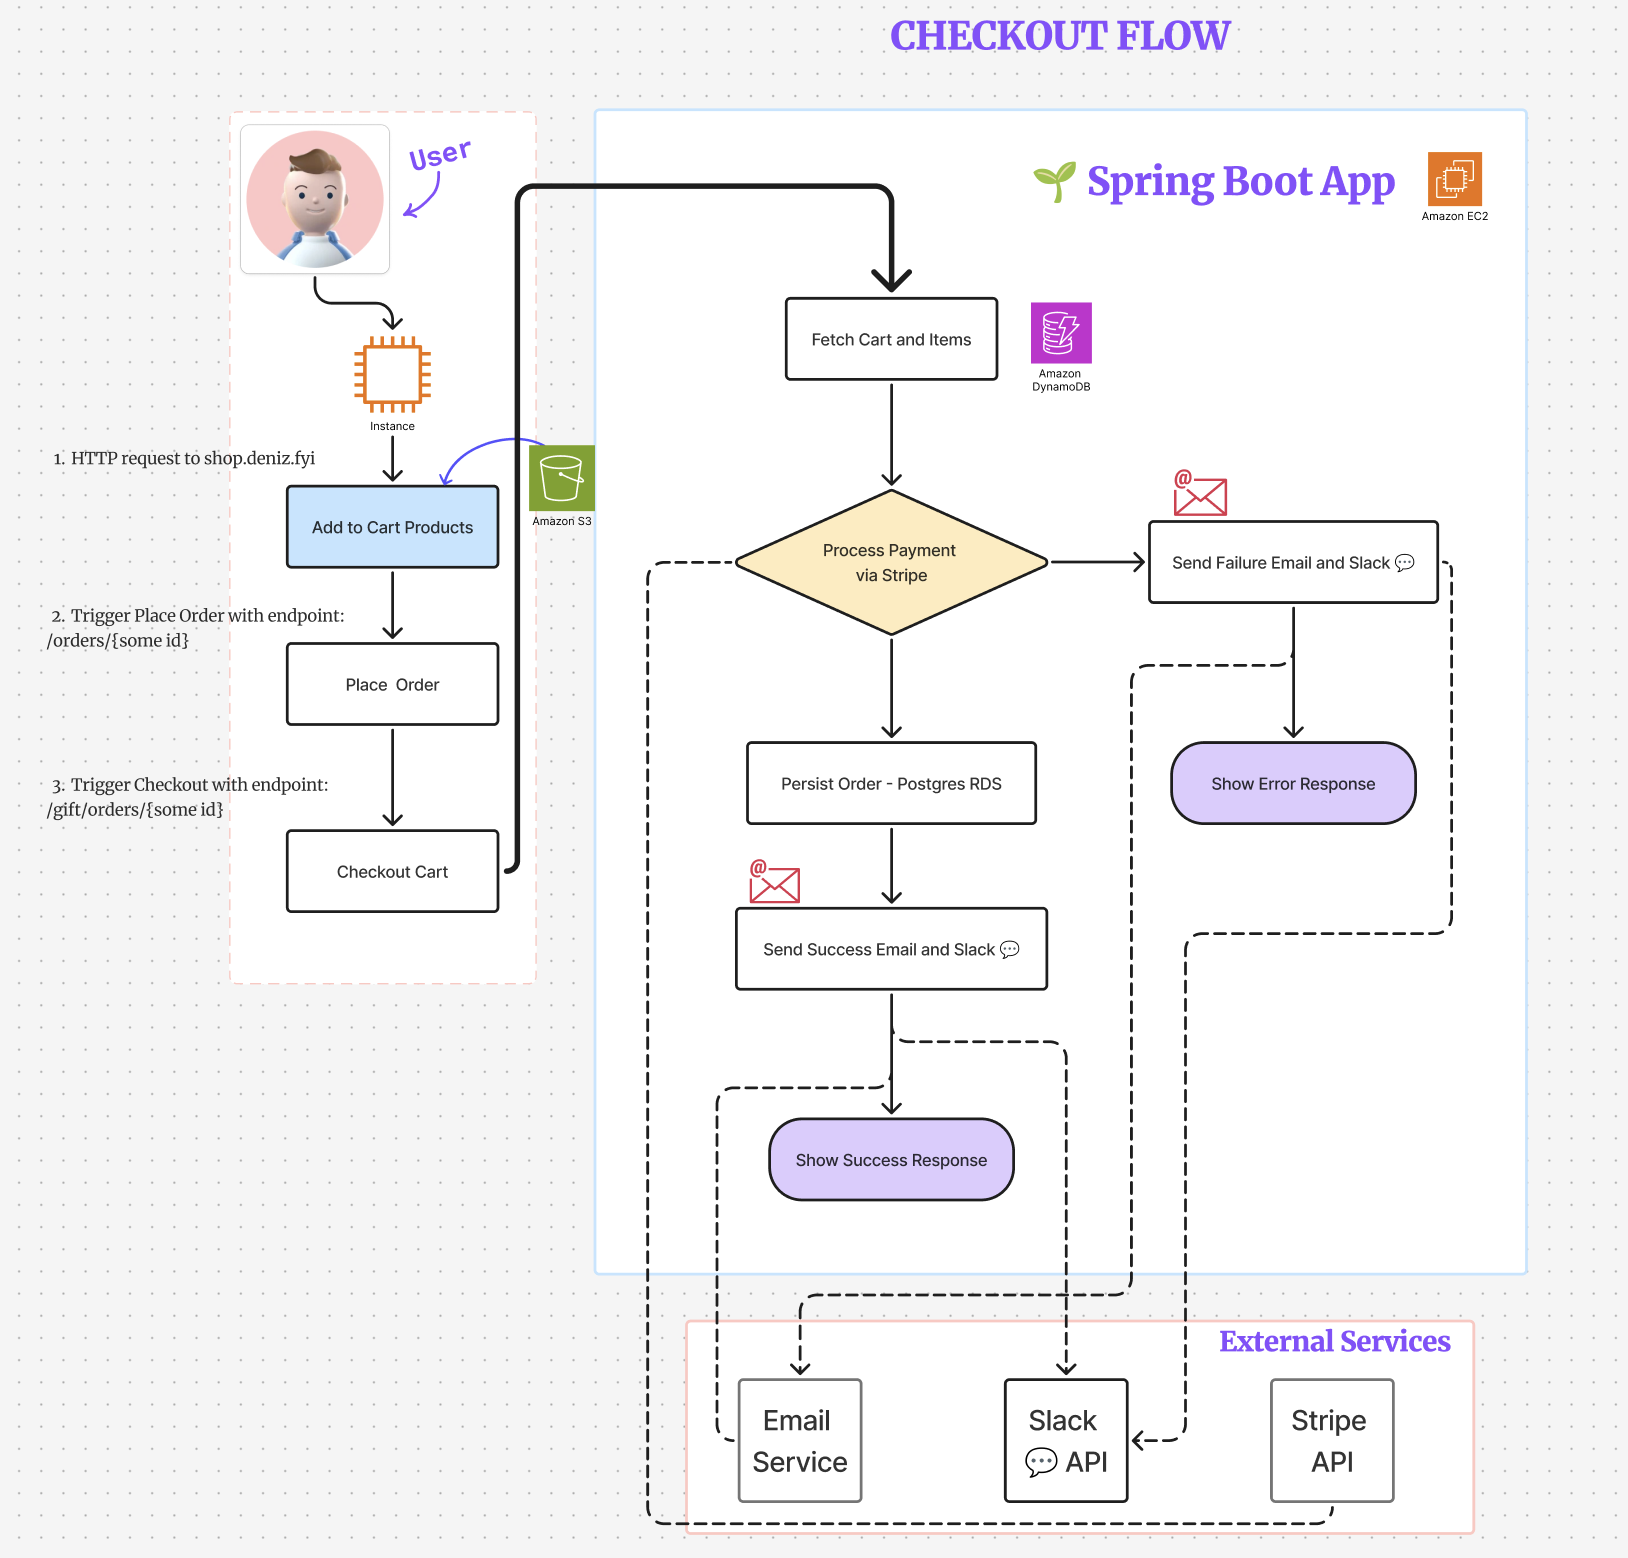 CHECKOUT FLOW
User
Instance
1. HTTP request to shop.deniz.fyi
Add to Cart Products
Amazon S3
2. Trigger Place Order with endpoint:
/orders/{some id}
Place  Order
3. Trigger Checkout with endpoint:
/gift/orders/{some id}
Checkout Cart
Spring Boot App
Amazon EC2
Fetch Cart and Items
Amazon
DynamoDB
Process Payment
via Stripe
@
Send Failure Email and Slack 💬
Show Error Response
Persist Order - Postgres RDS
@
Send Success Email and Slack 💬
Show Success Response
External Services
Email
Service
Slack
💬 API
Stripe
API